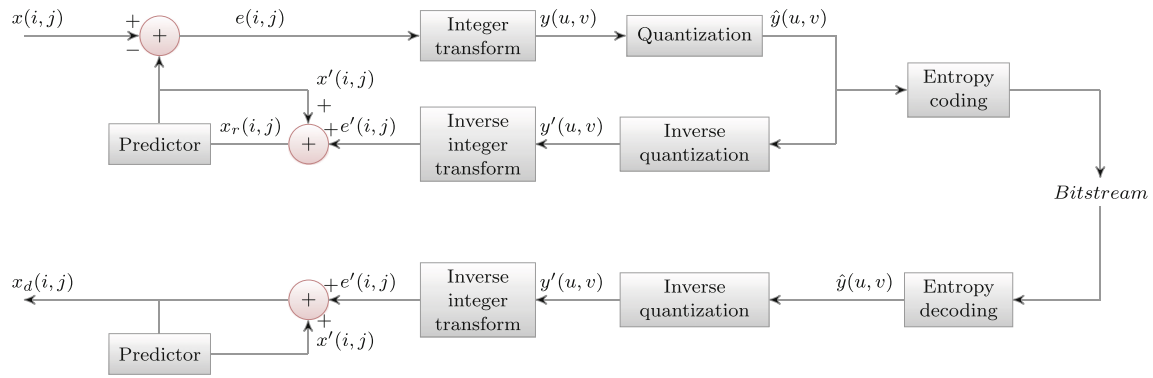 x(i, j)
+
−
+
e(i, j)
Integer
transform
y(u, v)
Quantization
ŷ(u, v)
Entropy
coding
x′(i, j)
+
Predictor
x_r(i, j)
+
+
e′(i, j)
Inverse
integer
transform
y′(u, v)
Inverse
quantization
Bitstream
x_d(i, j)
+
+
e′(i, j)
+
x′(i, j)
Predictor
Inverse
integer
transform
y′(u, v)
Inverse
quantization
ŷ(u, v)
Entropy
decoding